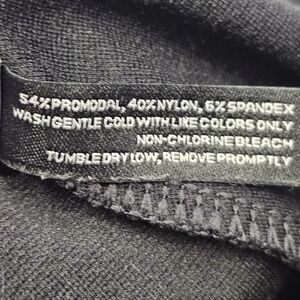 54% PROMODAL, 40% NYLON, 6% SPANDEX
WASH GENTLE COLD WITH LIKE COLORS ONLY
NON-CHLORINE BLEACH
TUMBLE DRY LOW, REMOVE PROMPTLY